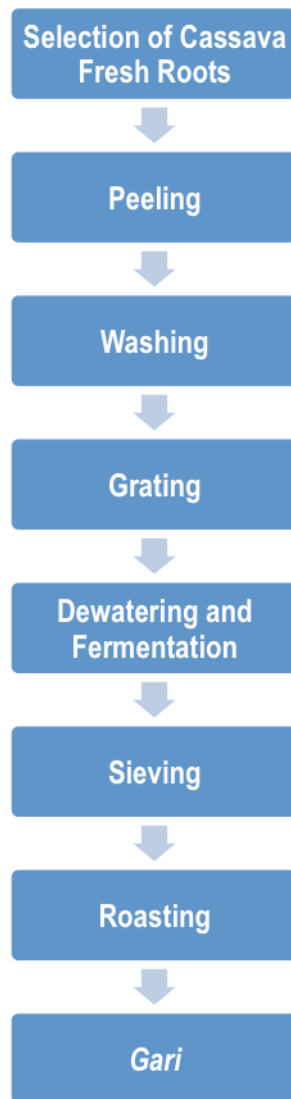 Selection of Cassava
Fresh Roots
Peeling
Washing
Grating
Dewatering and
Fermentation
Sieving
Roasting
Gari